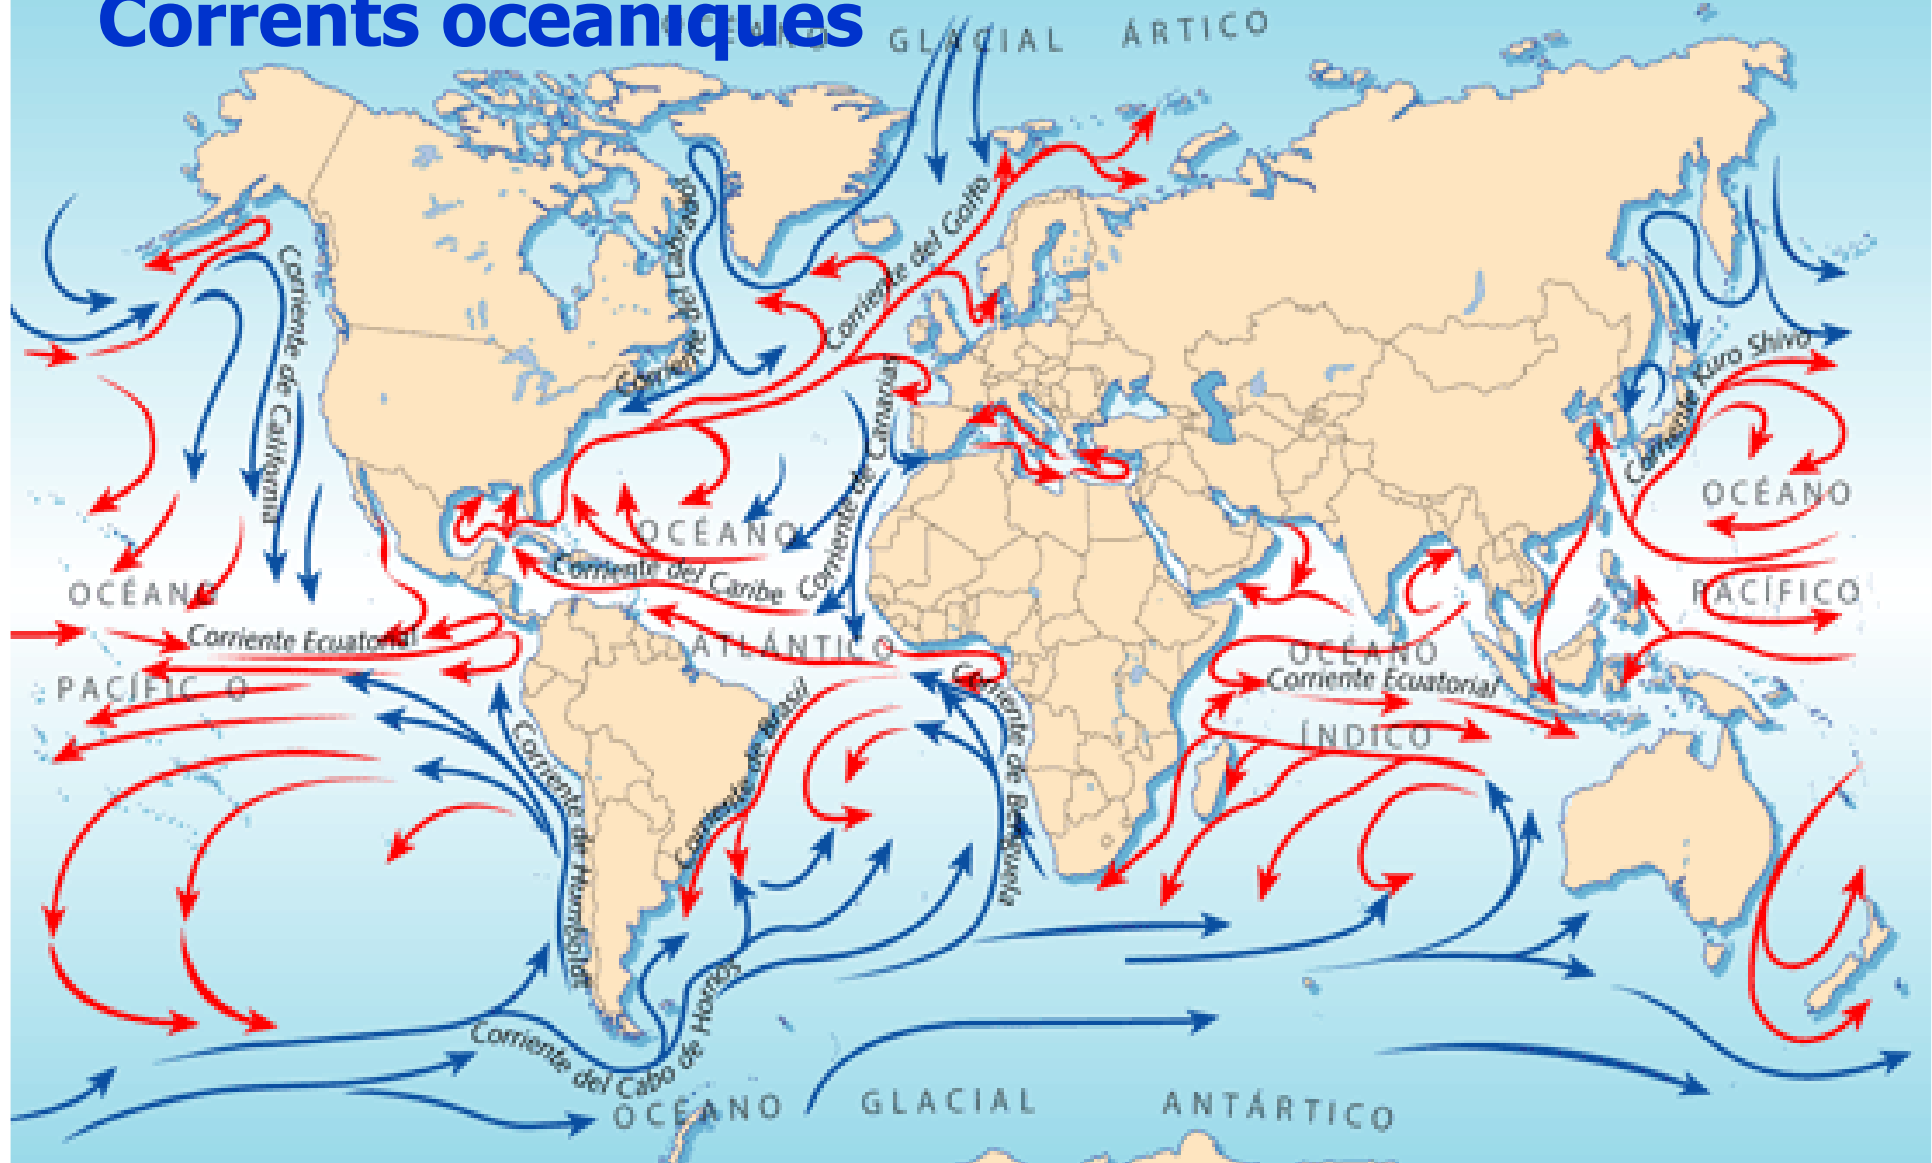 Corrents oceàniques
OCÉANO GLACIAL ÁRTICO
Corriente del Labrador
Corriente del Golfo
Corriente de California
Corriente de Canarias
Corriente Kuro Shivo
OCÉANO
PACÍFICO
OCÉANO
ATLÁNTICO
Corriente del Caribe
OCÉANO
PACÍFICO
Corriente Ecuatorial
OCÉANO
Corriente Ecuatorial
ÍNDICO
Corriente de Humboldt
Corriente de Brasil
Corriente de Benguela
Corriente del Cabo de Hornos
OCÉANO GLACIAL ANTÁRTICO